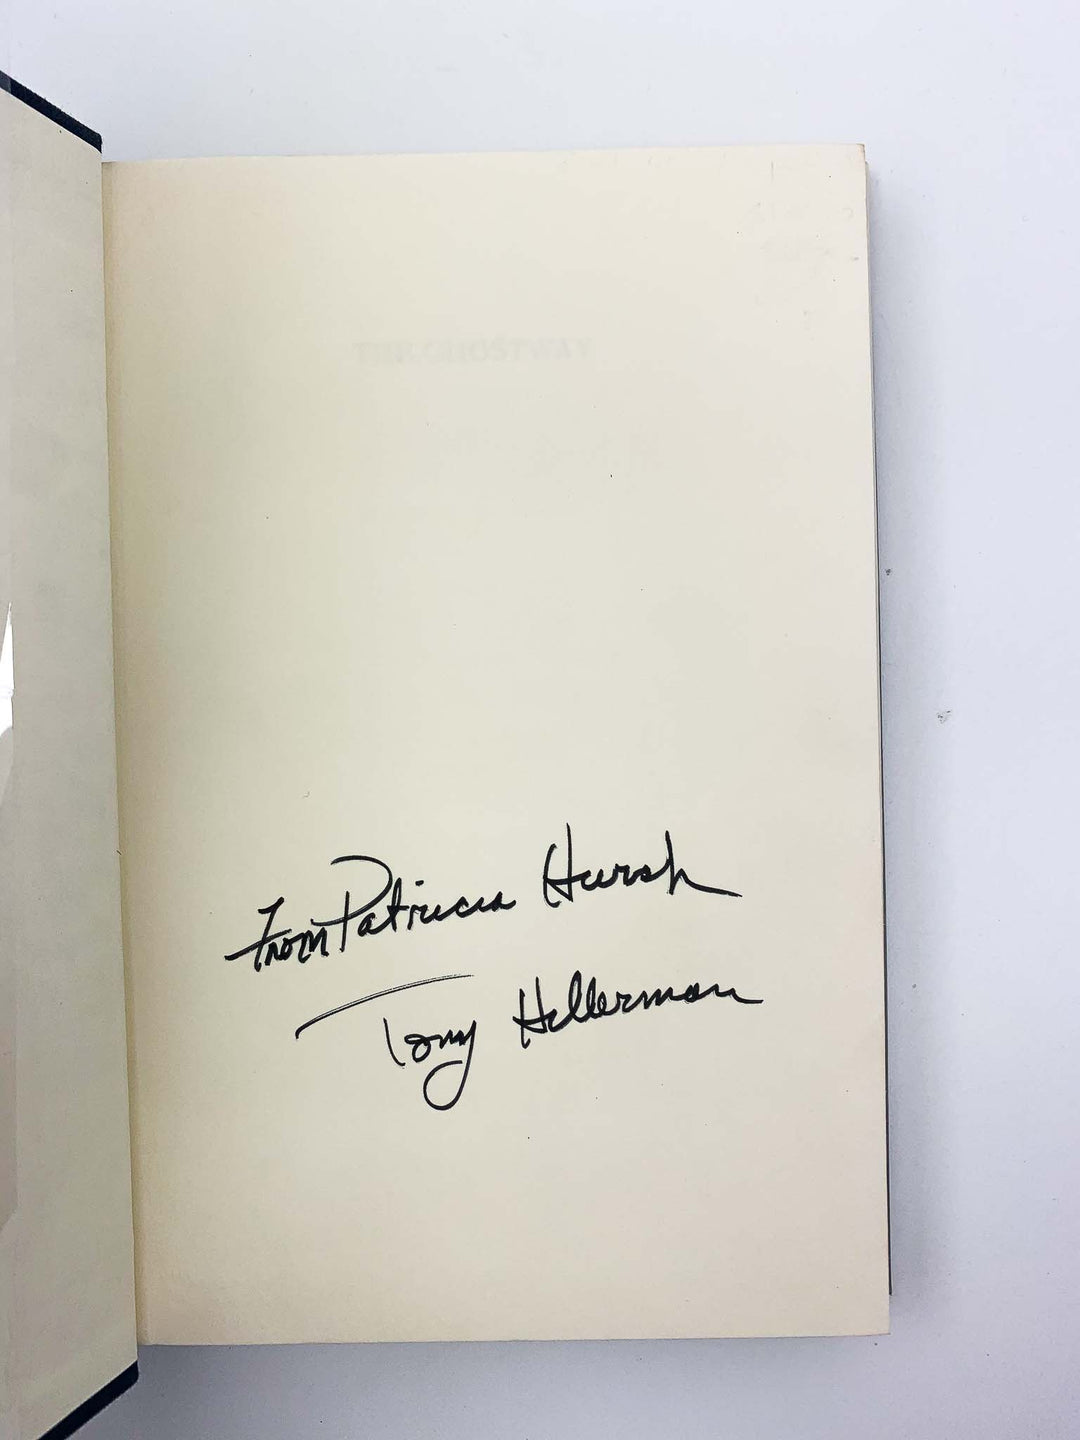 THE GHOSTWAY
From Patricia Hursh
Tony Hillerman